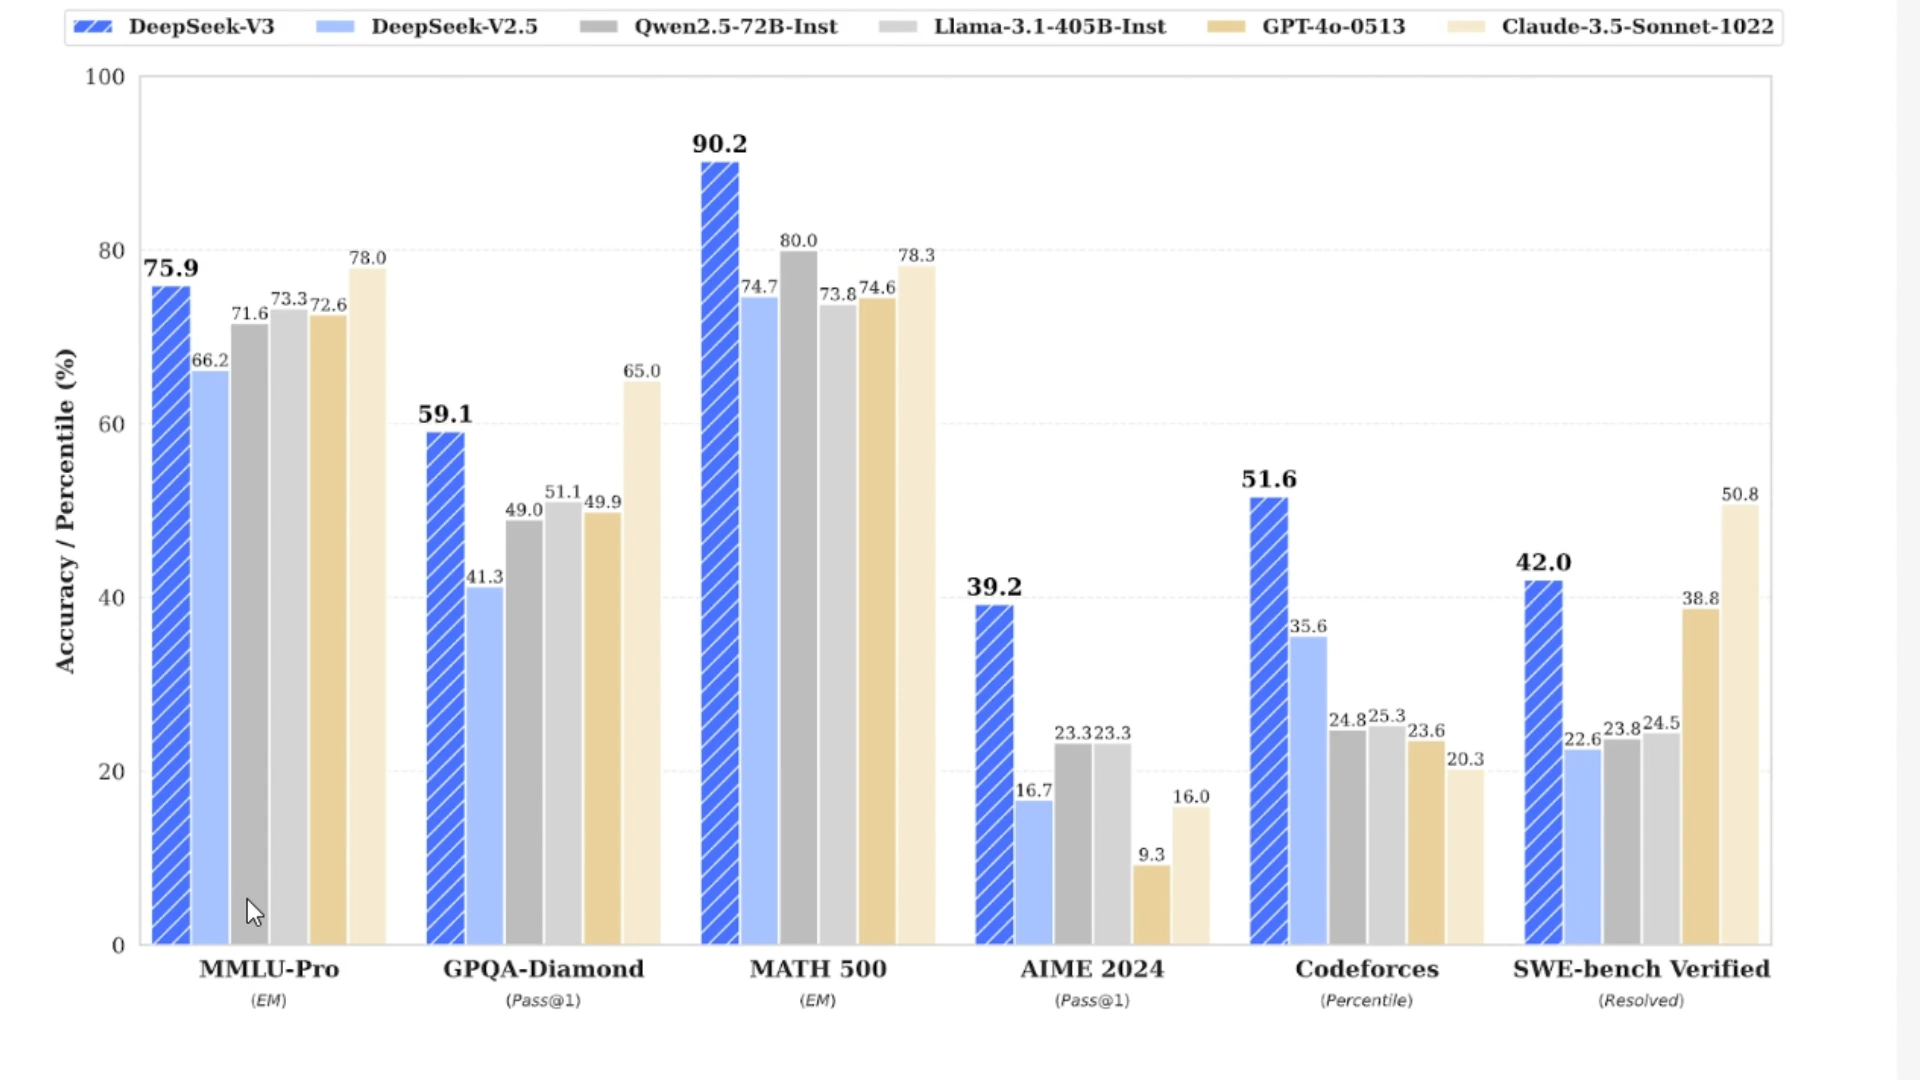 DeepSeek-V3 DeepSeek-V2.5 Qwen2.5-72B-Inst Llama-3.1-405B-Inst GPT-4o-0513 Claude-3.5-Sonnet-1022
Accuracy / Percentile (%)
100
80
60
40
20
0
75.9 66.2 71.6 73.3 72.6 78.0
59.1 41.3 49.0 51.1 49.9 65.0
90.2 74.7 80.0 73.8 74.6 78.3
39.2 16.7 23.3 23.3 9.3 16.0
51.6 35.6 24.8 25.3 23.6 20.3
42.0 22.6 23.8 24.5 38.8 50.8
MMLU-Pro GPQA-Diamond MATH 500 AIME 2024 Codeforces SWE-bench Verified
(EM) (Pass@1) (EM) (Pass@1) (Percentile) (Resolved)